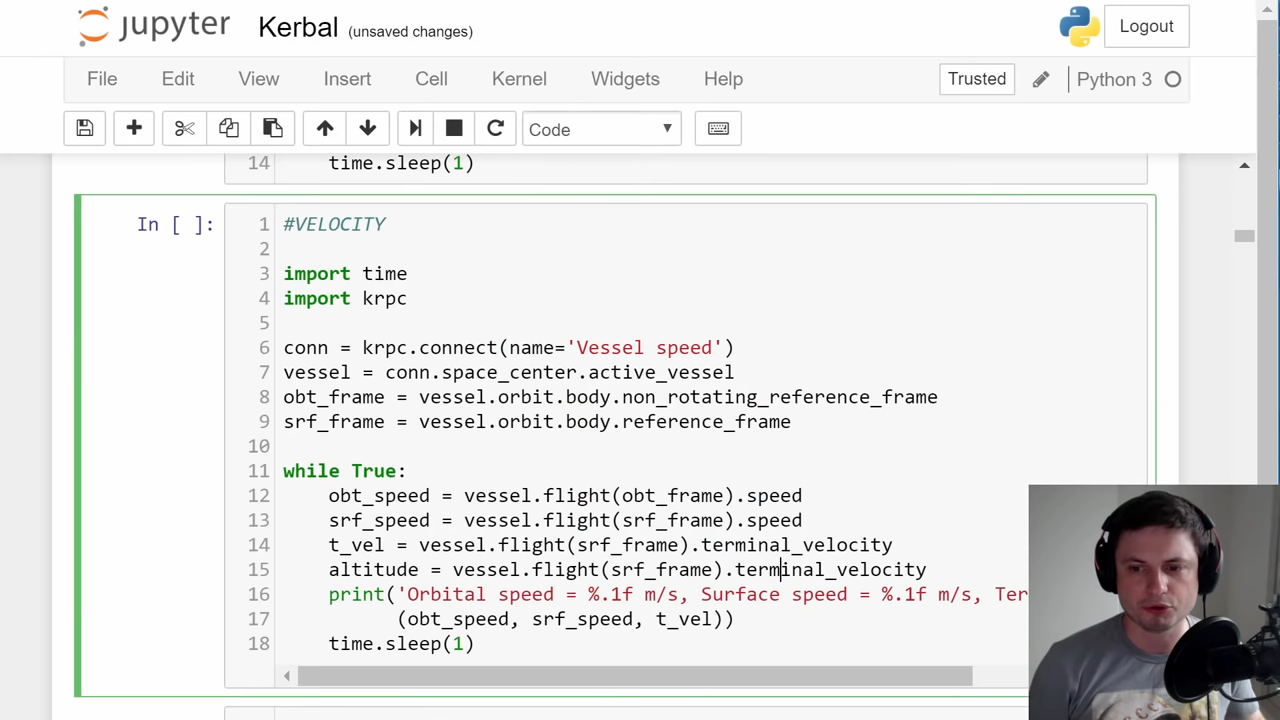 jupyter Kerbal (unsaved changes) Logout
File Edit View Insert Cell Kernel Widgets Help Trusted Python 3
Code
14 time.sleep(1)
In [ ]: 1 #VELOCITY
2
3 import time
4 import krpc
5
6 conn = krpc.connect(name='Vessel speed')
7 vessel = conn.space_center.active_vessel
8 obt_frame = vessel.orbit.body.non_rotating_reference_frame
9 srf_frame = vessel.orbit.body.reference_frame
10
11 while True:
12 obt_speed = vessel.flight(obt_frame).speed
13 srf_speed = vessel.flight(srf_frame).speed
14 t_vel = vessel.flight(srf_frame).terminal_velocity
15 altitude = vessel.flight(srf_frame).terminal_velocity
16 print('Orbital speed = %.1f m/s, Surface speed = %.1f m/s, Ter
17 (obt_speed, srf_speed, t_vel))
18 time.sleep(1)